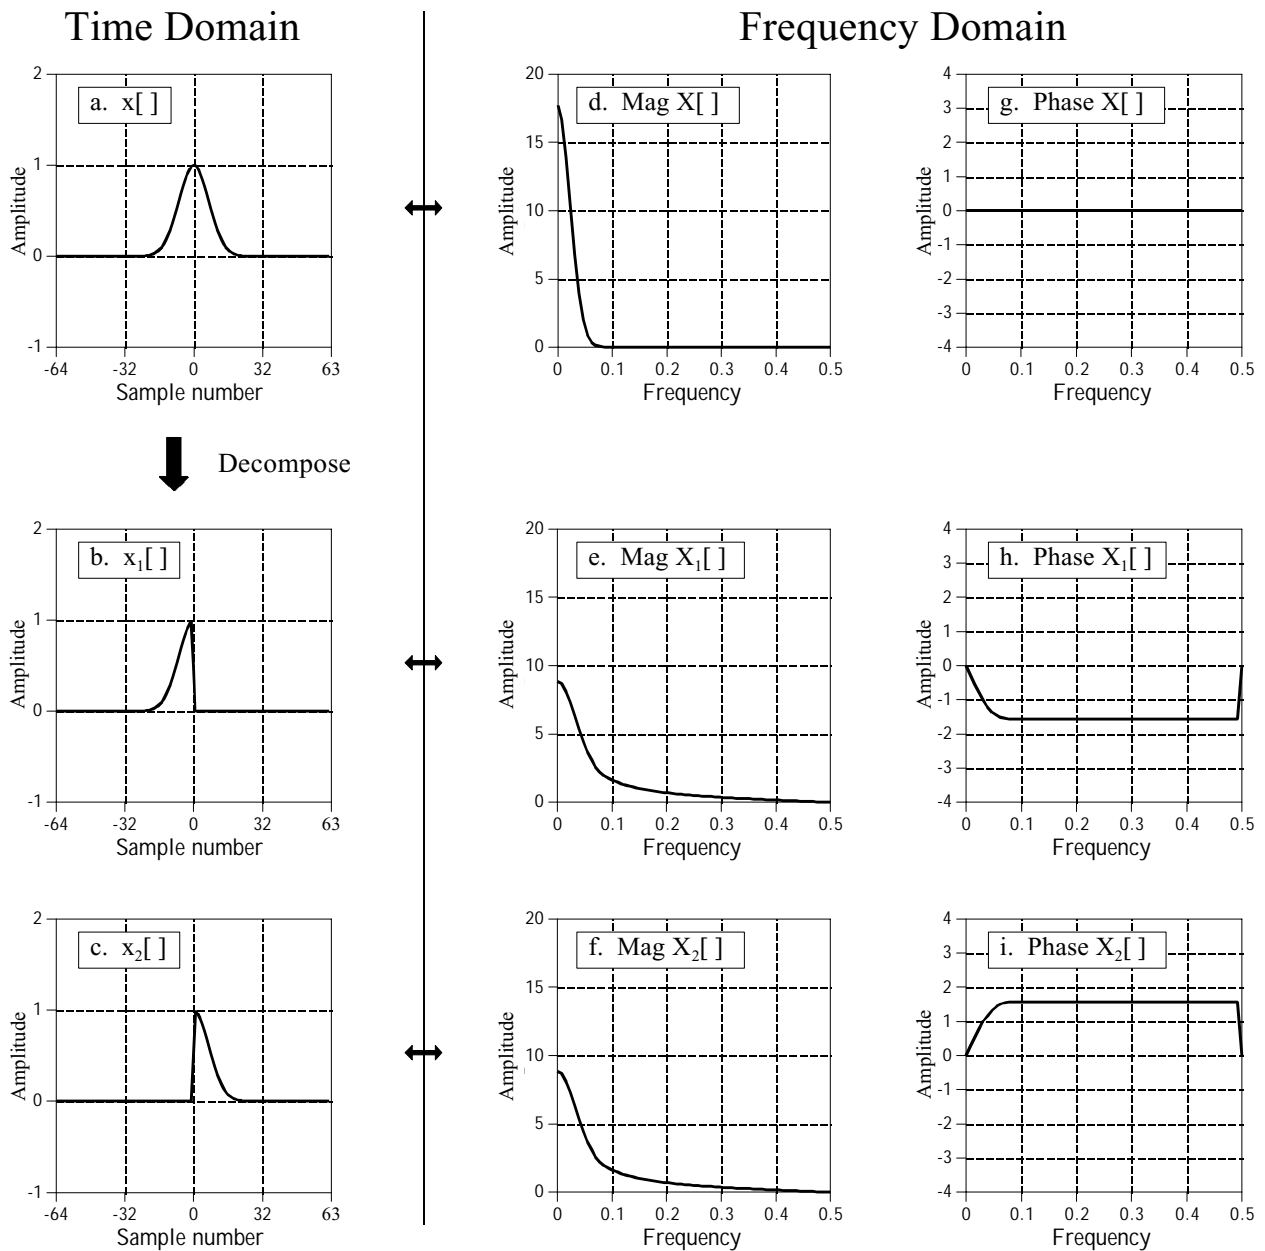 Time Domain
Frequency Domain
2
1
0
-1
Amplitude
a. x[ ]
-64 -32 0 32 63
Sample number
20
15
10
5
0
Amplitude
d. Mag X[ ]
0 0.1 0.2 0.3 0.4 0.5
Frequency
4
3
2
1
0
-1
-2
-3
-4
Amplitude
g. Phase X[ ]
0 0.1 0.2 0.3 0.4 0.5
Frequency
Decompose
2
1
0
-1
Amplitude
b. x₁[ ]
-64 -32 0 32 63
Sample number
20
15
10
5
0
Amplitude
e. Mag X₁[ ]
0 0.1 0.2 0.3 0.4 0.5
Frequency
4
3
2
1
0
-1
-2
-3
-4
Amplitude
h. Phase X₁[ ]
0 0.1 0.2 0.3 0.4 0.5
Frequency
2
1
0
-1
Amplitude
c. x₂[ ]
-64 -32 0 32 63
Sample number
20
15
10
5
0
Amplitude
f. Mag X₂[ ]
0 0.1 0.2 0.3 0.4 0.5
Frequency
4
3
2
1
0
-1
-2
-3
-4
Amplitude
i. Phase X₂[ ]
0 0.1 0.2 0.3 0.4 0.5
Frequency